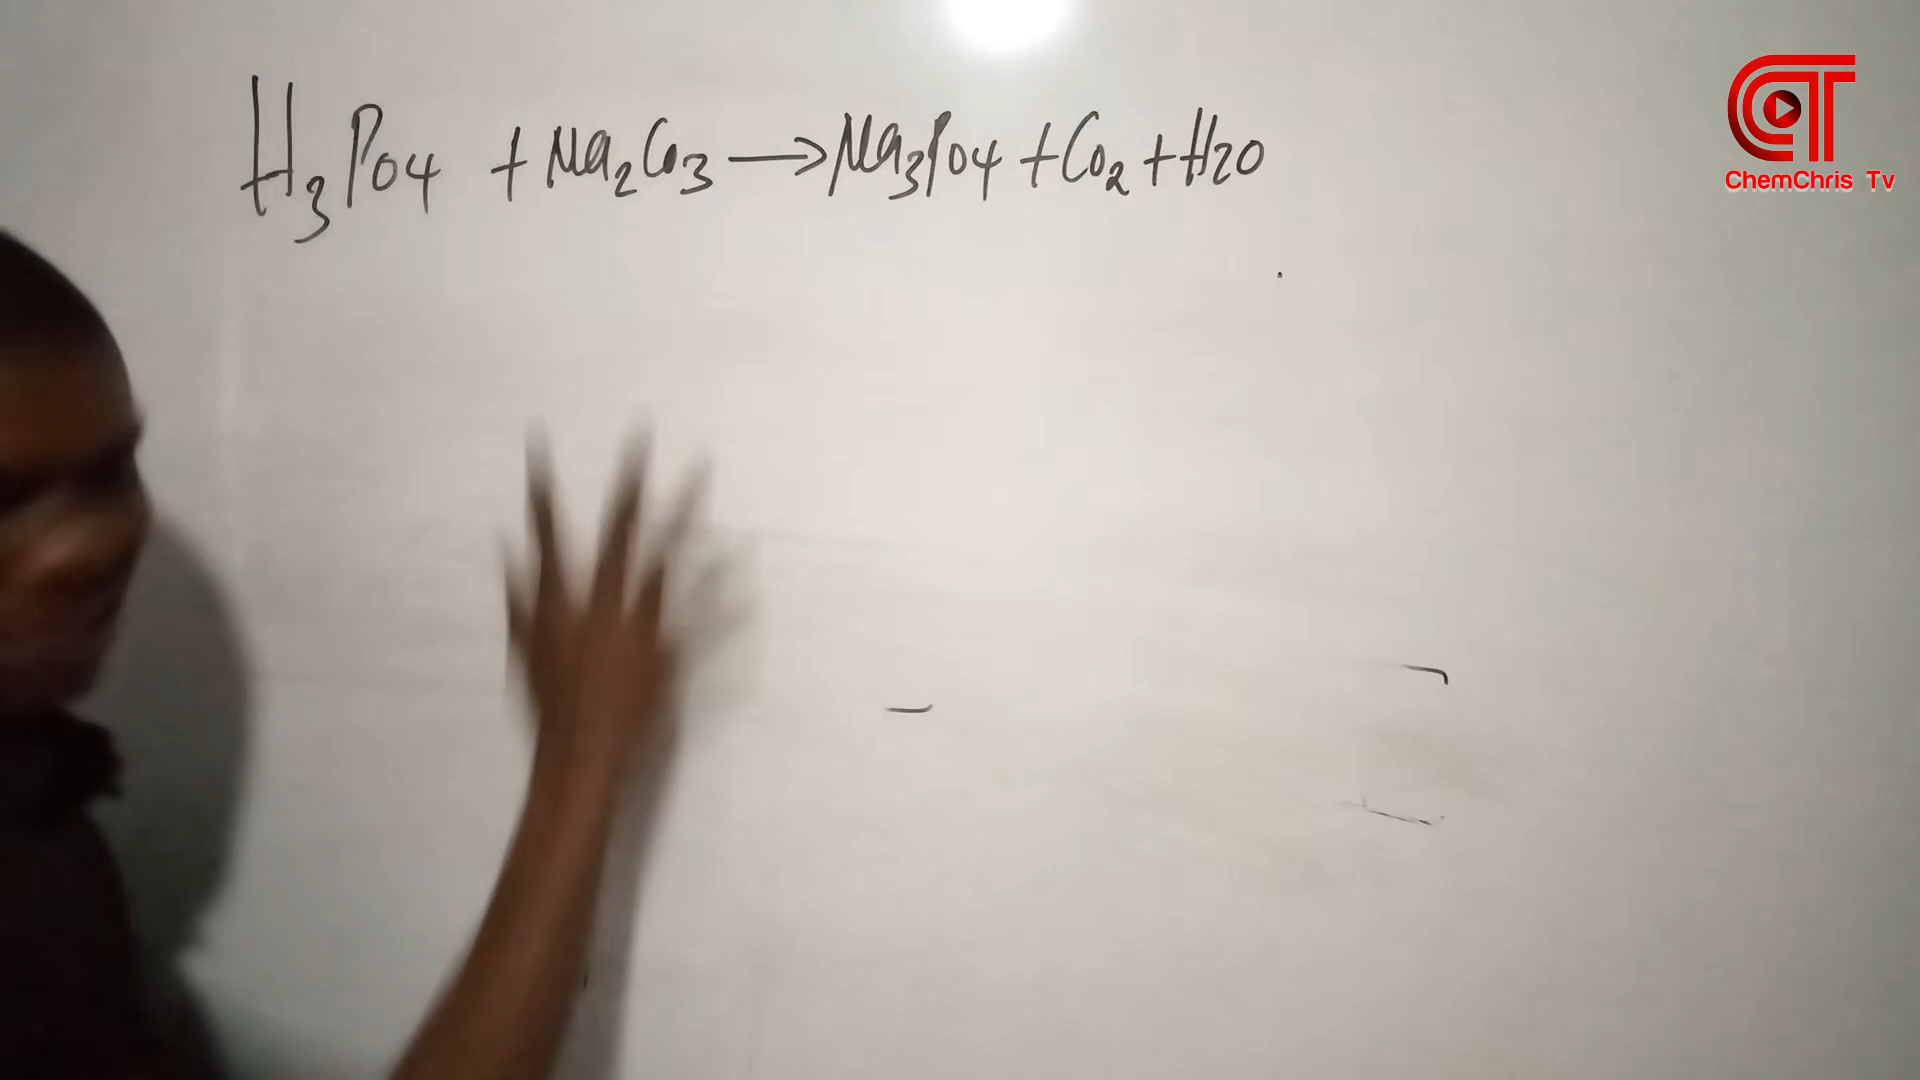 H₃PO₄ + Na₂CO₃ → Na₃PO₄ + CO₂ + H₂O
ChemChris Tv